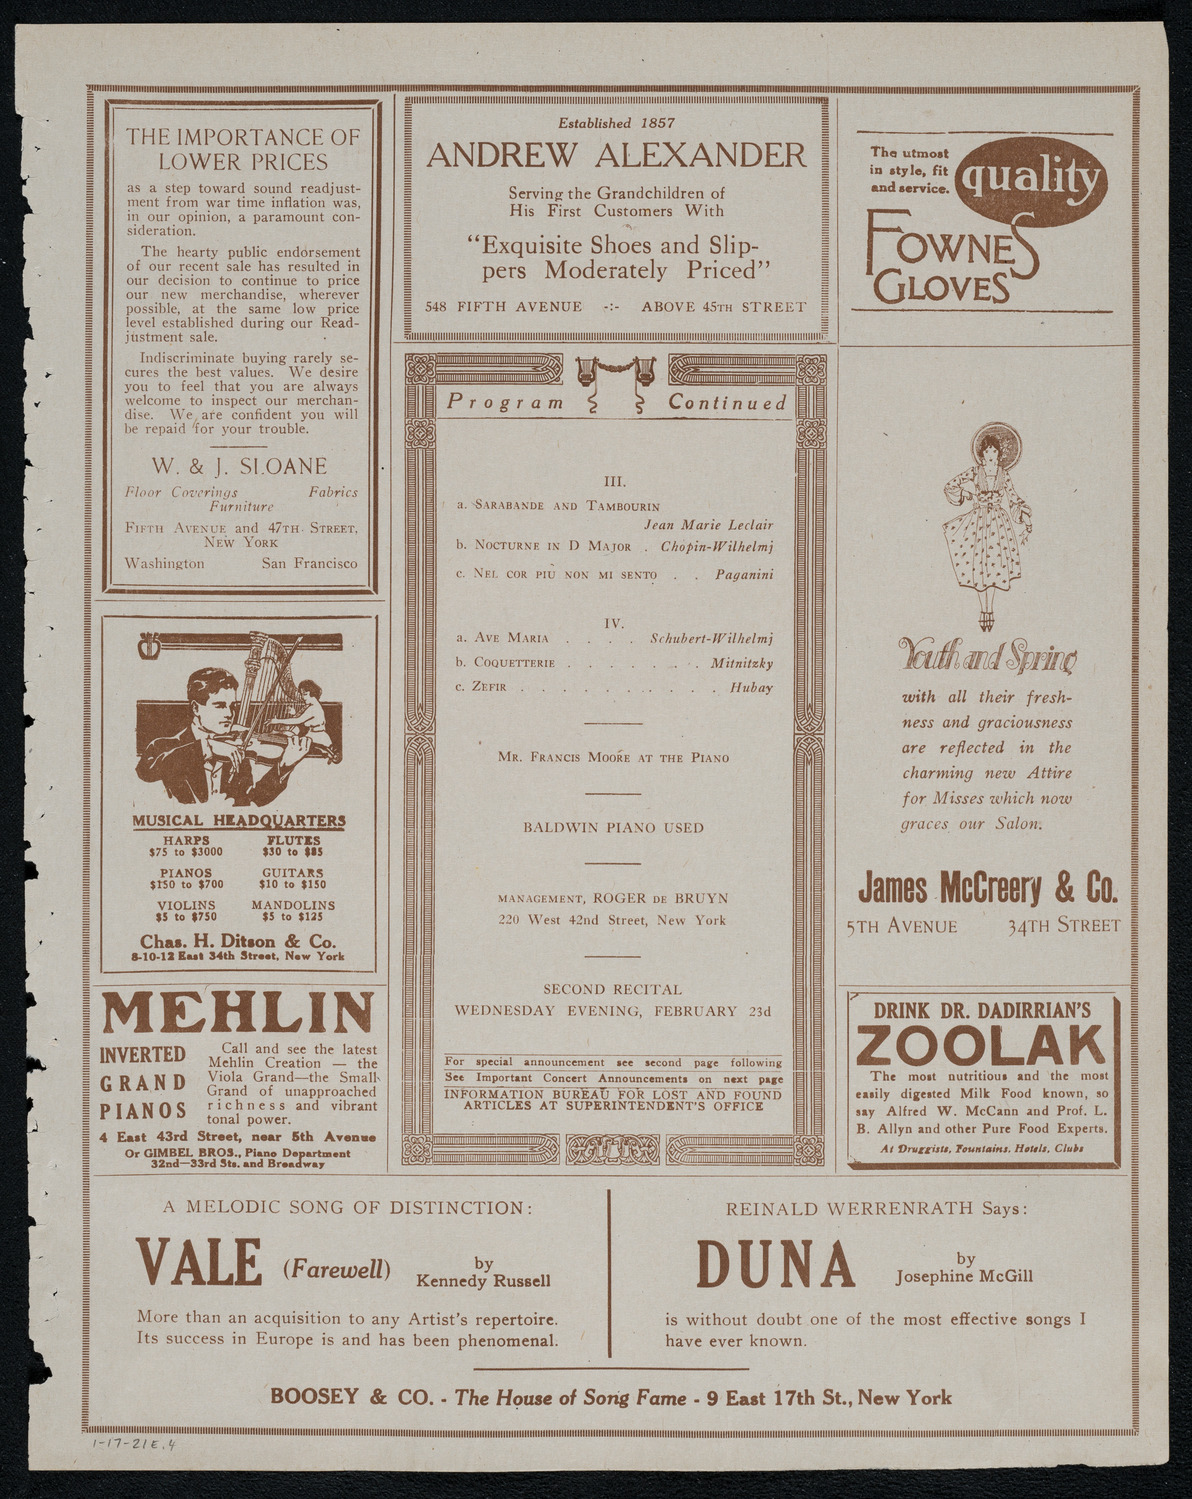 THE IMPORTANCE OF
LOWER PRICES
as a step toward sound readjust-
ment from war time inflation was,
in our opinion, a paramount con-
sideration.
The hearty public endorsement
of our recent sale has resulted in
our decision to continue to price
our new merchandise, wherever
possible, at the same low price
level established during our Read-
justment sale.
Indiscriminate buying rarely se-
cures the best values. We desire
you to feel that you are always
welcome to inspect our merchan-
dise. We are confident you will
be repaid for your trouble.
W. & J. SLOANE
Floor Coverings Fabrics
Furniture
FIFTH AVENUE and 47TH STREET,
NEW YORK
Washington San Francisco
MUSICAL HEADQUARTERS
HARPS FLUTES
$75 to $3000 $30 to $85
PIANOS GUITARS
$150 to $700 $10 to $150
VIOLINS MANDOLINS
$5 to $750 $5 to $125
Chas. H. Ditson & Co.
8-10-12 East 34th Street, New York
MEHLIN
INVERTED
GRAND
PIANOS
Call and see the latest
Mehlin Creation — the
Viola Grand—the Small
Grand of unapproached
richness and vibrant
tonal power.
4 East 43rd Street, near 5th Avenue
Or GIMBEL BROS., Piano Department
32nd—33rd Sts. and Broadway
Established 1857
ANDREW ALEXANDER
Serving the Grandchildren of
His First Customers With
"Exquisite Shoes and Slip-
pers Moderately Priced"
548 FIFTH AVENUE -:- ABOVE 45TH STREET
Program Continued
III.
a. SARABANDE AND TAMBOURIN
Jean Marie Leclair
b. NOCTURNE IN D MAJOR . Chopin-Wilhelmj
c. NEL COR PIÙ NON MI SENTO . . Paganini
IV.
a. AVE MARIA . . . . Schubert-Wilhelmj
b. COQUETTERIE . . . . . . . Mitnitzky
c. ZEFIR . . . . . . . . . . Hubay
MR. FRANCIS MOORE AT THE PIANO
BALDWIN PIANO USED
MANAGEMENT, ROGER DE BRUYN
220 West 42nd Street, New York
SECOND RECITAL
WEDNESDAY EVENING, FEBRUARY 23d
For special announcement see second page following
See Important Concert Announcements on next page
INFORMATION BUREAU FOR LOST AND FOUND
ARTICLES AT SUPERINTENDENT'S OFFICE
The utmost
in style, fit
and service.
quality
FOWNES
GLOVES
Youth and Spring
with all their fresh-
ness and graciousness
are reflected in the
charming new Attire
for Misses which now
graces our Salon.
James McCreery & Co.
5TH AVENUE 34TH STREET
DRINK DR. DADIRRIAN'S
ZOOLAK
The most nutritious and the most
easily digested Milk Food known, so
say Alfred W. McCann and Prof. L.
B. Allyn and other Pure Food Experts.
At Druggists, Fountains, Hotels, Clubs
A MELODIC SONG OF DISTINCTION:
VALE (Farewell) by
Kennedy Russell
More than an acquisition to any Artist's repertoire.
Its success in Europe is and has been phenomenal.
REINALD WERRENRATH Says:
DUNA by
Josephine McGill
is without doubt one of the most effective songs I
have ever known.
BOOSEY & CO. - The House of Song Fame - 9 East 17th St., New York
1-17-21E.4